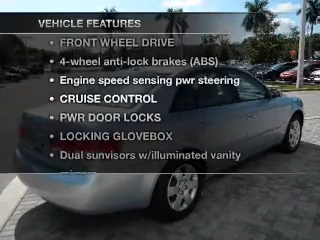 VEHICLE FEATURES
• FRONT WHEEL DRIVE
• 4-wheel anti-lock brakes (ABS)
• Engine speed sensing pwr steering
• CRUISE CONTROL
• PWR DOOR LOCKS
• LOCKING GLOVEBOX
• Dual sunvisors w/illuminated vanity